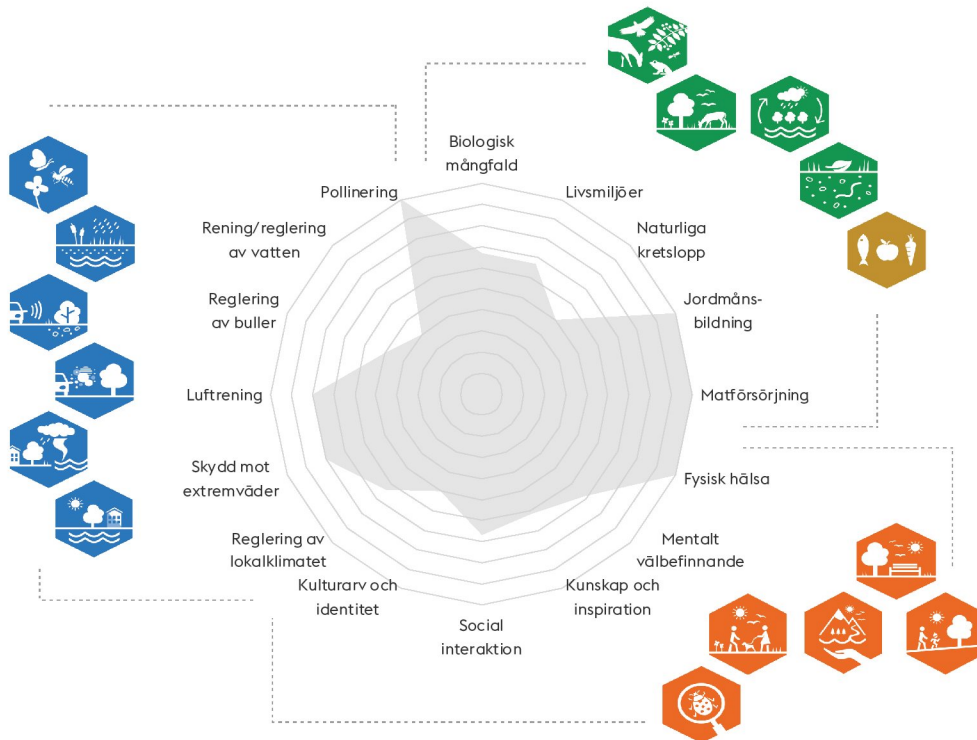 Biologisk
mångfald
Livsmiljöer
Naturliga
kretslopp
Jordmåns-
bildning
Matförsörjning
Fysisk hälsa
Mentalt
välbefinnande
Kunskap och
inspiration
Social
interaktion
Kulturarv och
identitet
Reglering av
lokalklimatet
Skydd mot
extremväder
Luftrening
Reglering
av buller
Rening/reglering
av vatten
Pollinering